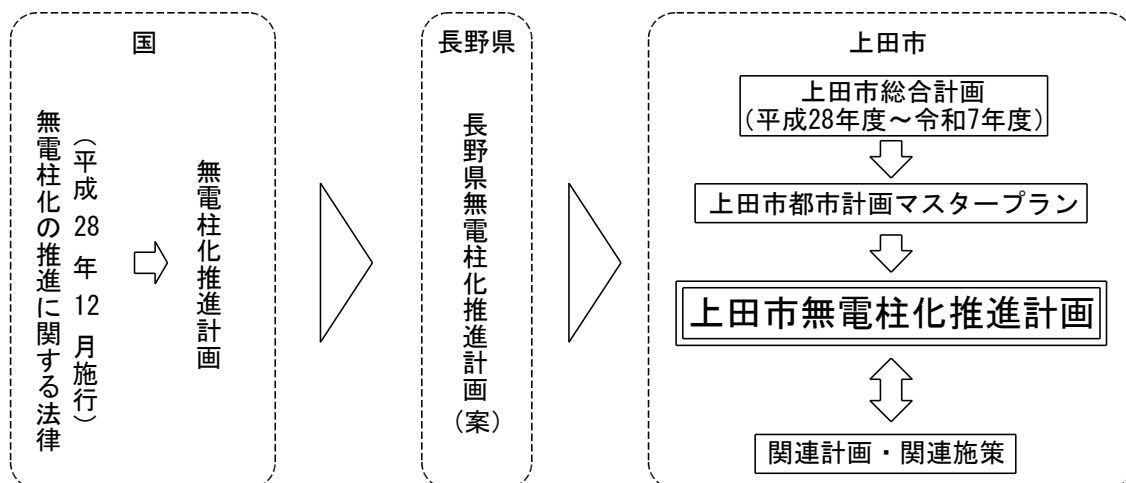 国
無電柱化の推進に関する法律
（平成28年12月施行）
無電柱化推進計画
長野県
長野県無電柱化推進計画（案）
上田市
上田市総合計画
（平成28年度～令和7年度）
上田市都市計画マスタープラン
上田市無電柱化推進計画
関連計画・関連施策